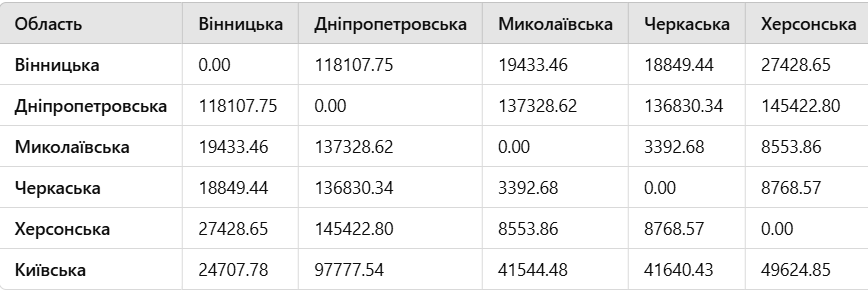 Область Вінницька Дніпропетровська Миколаївська Черкаська Херсонська
Вінницька 0.00 118107.75 19433.46 18849.44 27428.65
Дніпропетровська 118107.75 0.00 137328.62 136830.34 145422.80
Миколаївська 19433.46 137328.62 0.00 3392.68 8553.86
Черкаська 18849.44 136830.34 3392.68 0.00 8768.57
Херсонська 27428.65 145422.80 8553.86 8768.57 0.00
Київська 24707.78 97777.54 41544.48 41640.43 49624.85